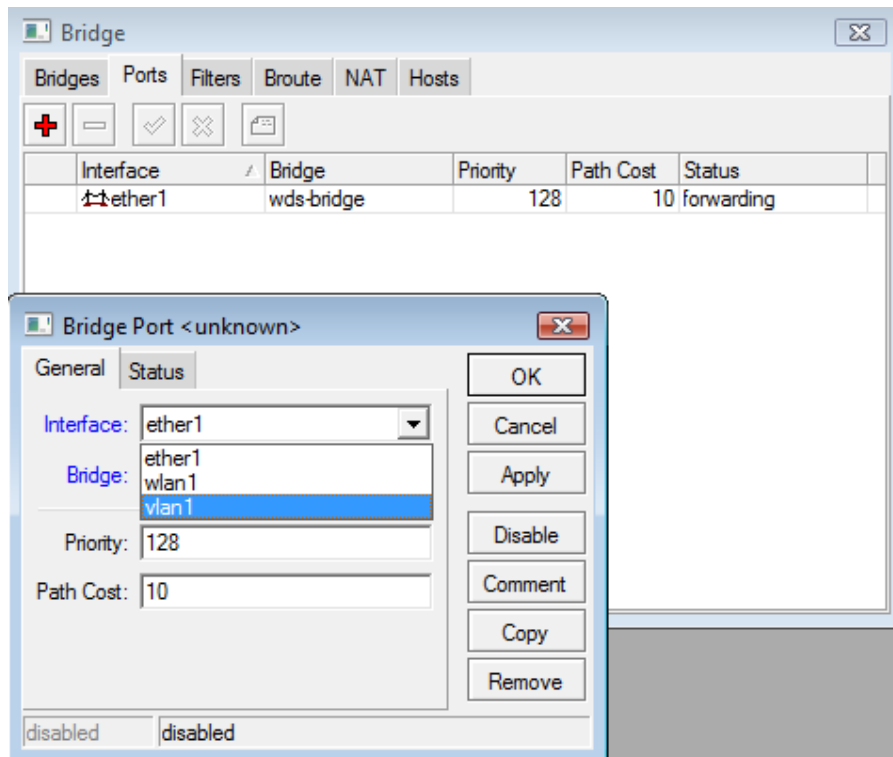 Bridge
Bridges Ports Filters Broute NAT Hosts
Interface Bridge Priority Path Cost Status
ether1 wds-bridge 128 10 forwarding
Bridge Port <unknown>
General Status
OK
Interface: ether1
Cancel
ether1
Bridge: wlan1
Apply
vlan1
Priority: 128
Disable
Path Cost: 10
Comment
Copy
Remove
disabled disabled